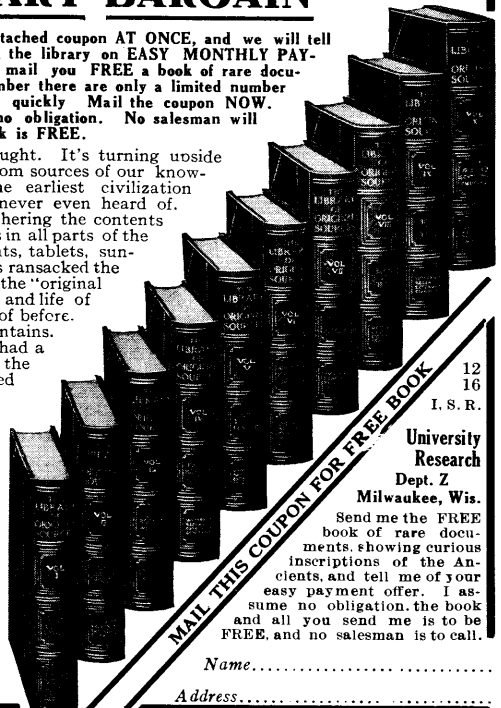 ARY BARGAIN
tached coupon AT ONCE, and we will tell
the library on EASY MONTHLY PAY-
mail you FREE a book of rare docu-
mber there are only a limited number
quickly Mail the coupon NOW.
no obligation. No salesman will
k is FREE.
ught. It's turning upside
om sources of our know-
ne earliest civilization
never even heard of.
hering the contents
s in all parts of the
nts, tablets, sun-
s ransacked the
the "original
and life of
of before.
ntains.
had a
the
ed
MAIL THIS COUPON FOR FREE BOOK
12
16
I. S. R.
University
Research
Dept. Z
Milwaukee, Wis.
Send me the FREE
book of rare docu-
ments, showing curious
inscriptions of the An-
cients, and tell me of your
easy payment offer. I as-
sume no obligation, the book
and all you send me is to be
FREE, and no salesman is to call.
Name
Address